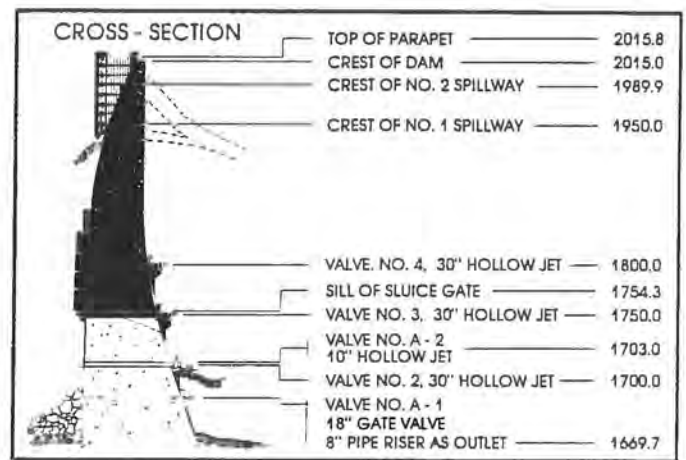 CROSS - SECTION
TOP OF PARAPET 2015.8
CREST OF DAM 2015.0
CREST OF NO. 2 SPILLWAY 1989.9
CREST OF NO. 1 SPILLWAY 1950.0
VALVE. NO. 4, 30" HOLLOW JET 1800.0
SILL OF SLUICE GATE 1754.3
VALVE NO. 3, 30" HOLLOW JET 1750.0
VALVE NO. A - 2
10" HOLLOW JET 1703.0
VALVE NO. 2, 30" HOLLOW JET 1700.0
VALVE NO. A - 1
18" GATE VALVE
8" PIPE RISER AS OUTLET 1669.7